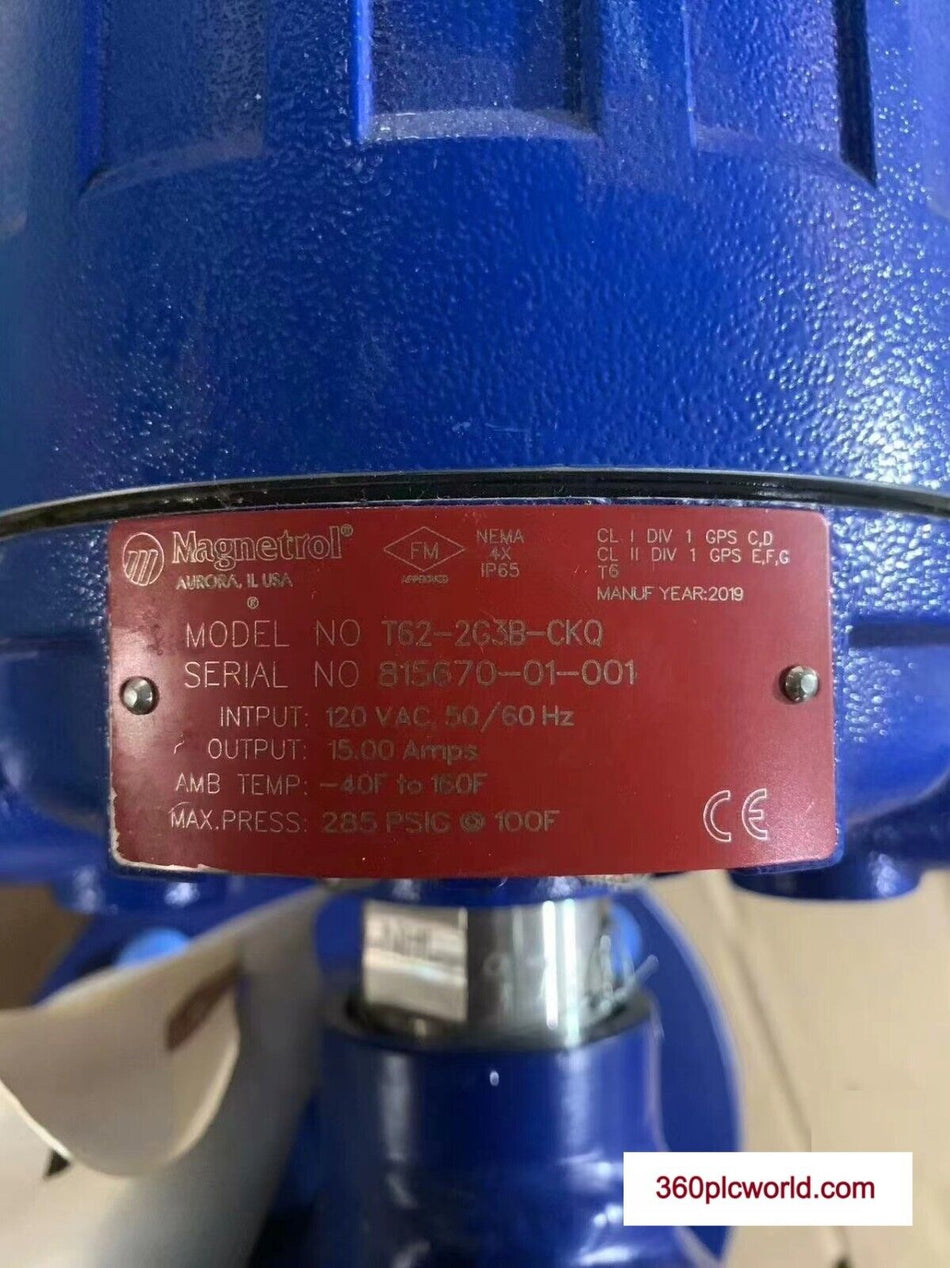 Magnetrol®
AURORA, IL USA
®
FM
APPROVED
NEMA
4X
IP65
CL I DIV 1 GPS C,D
CL II DIV 1 GPS E,F,G
T6
MANUF YEAR:2019
MODEL NO T62-2G3B-CKQ
SERIAL NO 815670-01-001
INTPUT: 120 VAC, 50/60 Hz
OUTPUT: 15.00 Amps
AMB TEMP: -40F to 160F
MAX.PRESS: 285 PSIG @ 100F
CE
360plcworld.com